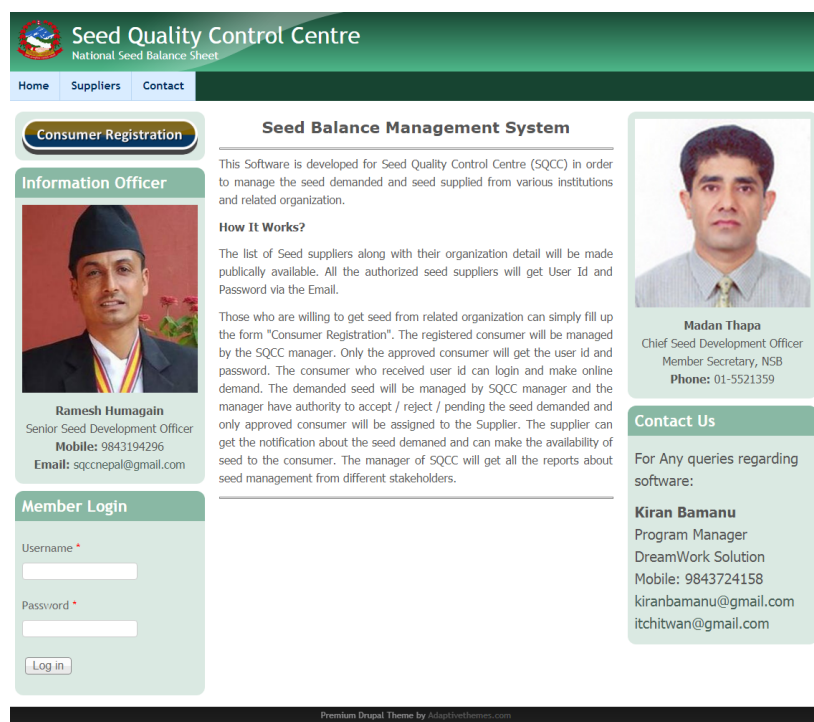 Seed Quality Control Centre
National Seed Balance Sheet
Home Suppliers Contact
Consumer Registration
Information Officer
Ramesh Humagain
Senior Seed Development Officer
Mobile: 9843194296
Email: sqccnepal@gmail.com
Member Login
Username *
Password *
Log in
Seed Balance Management System
This Software is developed for Seed Quality Control Centre (SQCC) in order
to manage the seed demanded and seed supplied from various institutions
and related organization.
How It Works?
The list of Seed suppliers along with their organization detail will be made
publically available. All the authorized seed suppliers will get User Id and
Password via the Email.
Those who are willing to get seed from related organization can simply fill up
the form "Consumer Registration". The registered consumer will be managed
by the SQCC manager. Only the approved consumer will get the user id and
password. The consumer who received user id can login and make online
demand. The demanded seed will be managed by SQCC manager and the
manager have authority to accept / reject / pending the seed demanded and
only approved consumer will be assigned to the Supplier. The supplier can
get the notification about the seed demaned and can make the availability of
seed to the consumer. The manager of SQCC will get all the reports about
seed management from different stakeholders.
Madan Thapa
Chief Seed Development Officer
Member Secretary, NSB
Phone: 01-5521359
Contact Us
For Any queries regarding
software:
Kiran Bamanu
Program Manager
DreamWork Solution
Mobile: 9843724158
kiranbamanu@gmail.com
itchitwan@gmail.com
Premium Drupal Theme by Adaptivethemes.com